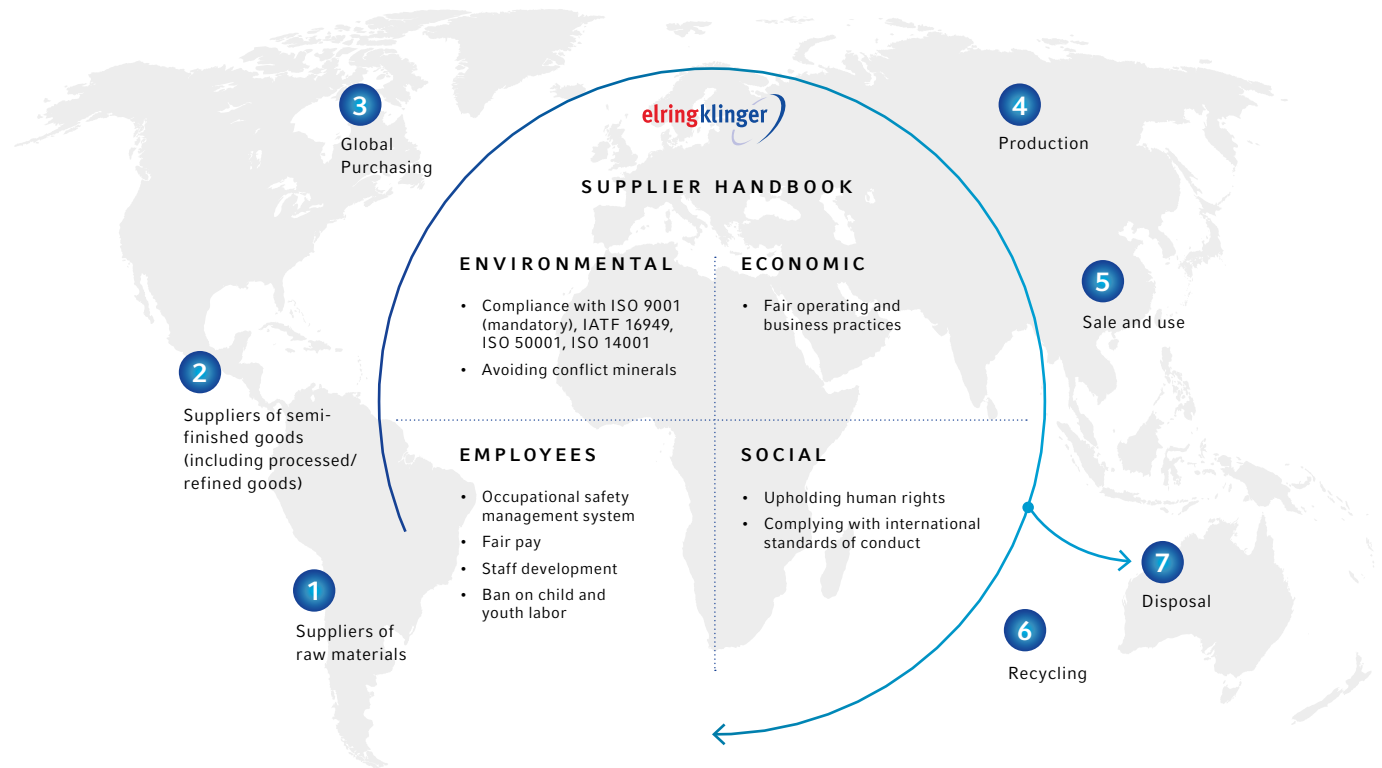 elringklinger
SUPPLIER HANDBOOK
1
Suppliers of
raw materials
2
Suppliers of semi-
finished goods
(including processed/
refined goods)
3
Global
Purchasing
4
Production
5
Sale and use
6
Recycling
7
Disposal
ENVIRONMENTAL
• Compliance with ISO 9001
(mandatory), IATF 16949,
ISO 50001, ISO 14001
• Avoiding conflict minerals
ECONOMIC
• Fair operating and
business practices
EMPLOYEES
• Occupational safety
management system
• Fair pay
• Staff development
• Ban on child and
youth labor
SOCIAL
• Upholding human rights
• Complying with international
standards of conduct